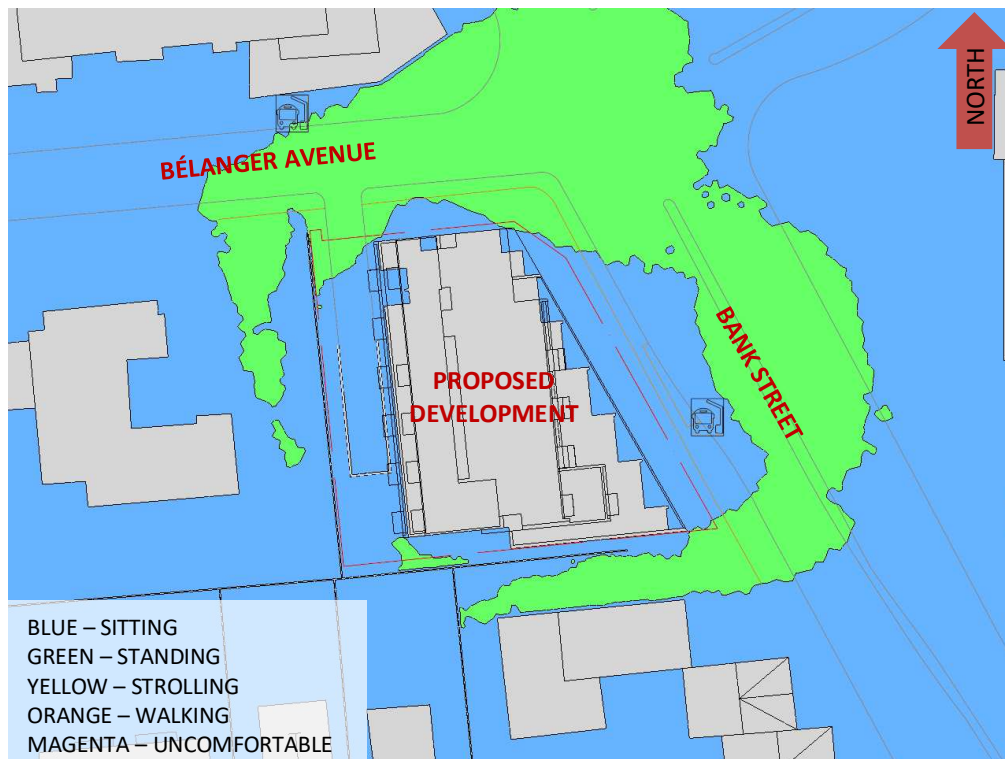 NORTH
BÉLANGER AVENUE
BANK STREET
PROPOSED
DEVELOPMENT
BLUE – SITTING
GREEN – STANDING
YELLOW – STROLLING
ORANGE – WALKING
MAGENTA – UNCOMFORTABLE